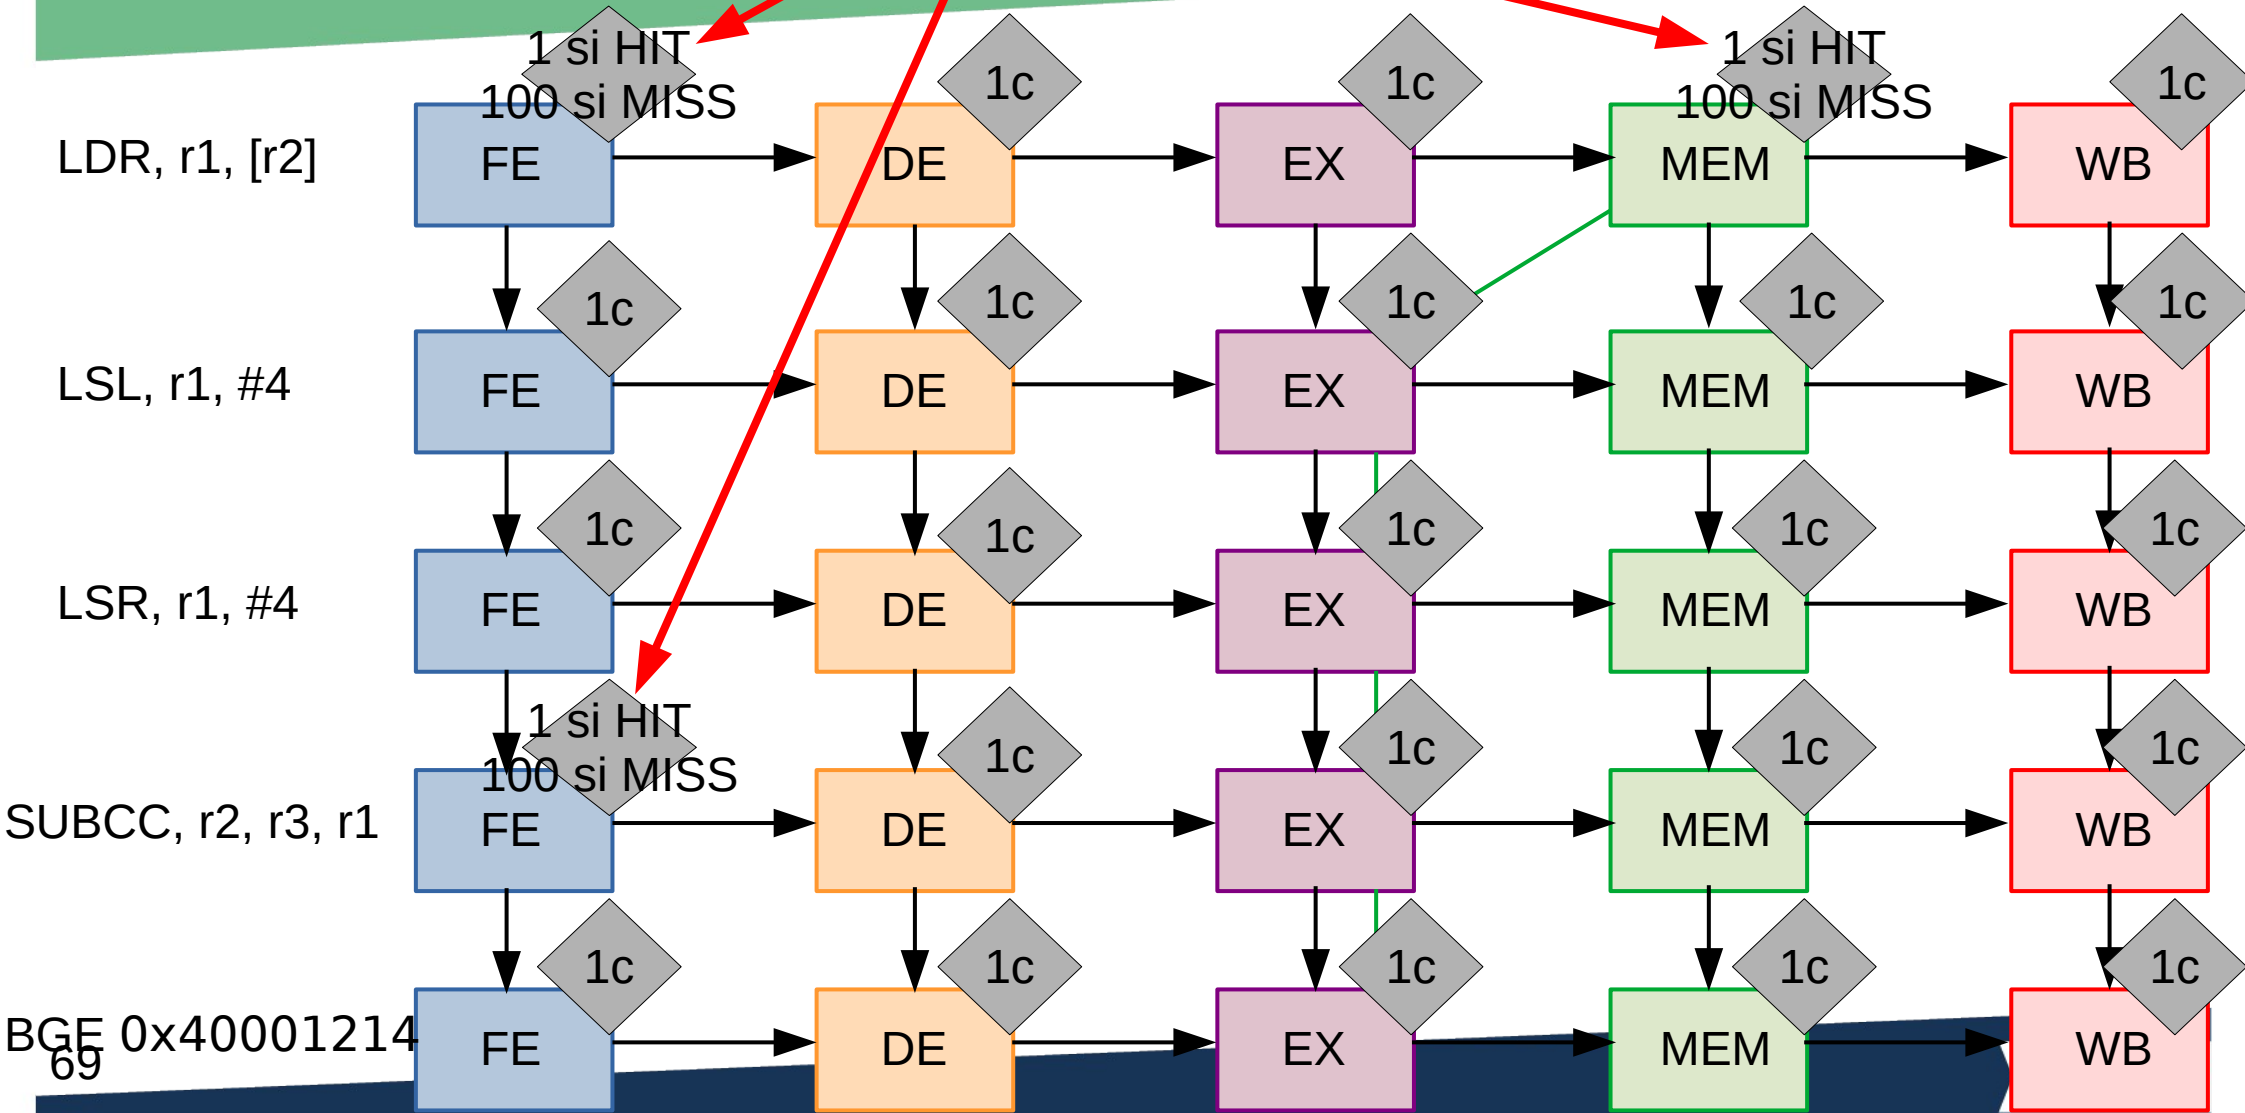 1 si HIT
100 si MISS
1c
1c
1 si HIT
100 si MISS
1c
LDR, r1, [r2]
FE
DE
EX
MEM
WB
1c
1c
1c
1c
1c
LSL, r1, #4
FE
DE
EX
MEM
WB
1c
1c
1c
1c
1c
LSR, r1, #4
FE
DE
EX
MEM
WB
1 si HIT
100 si MISS
1c
1c
1c
1c
SUBCC, r2, r3, r1
FE
DE
EX
MEM
WB
1c
1c
1c
1c
1c
BGE 0x40001214
FE
DE
EX
MEM
WB
69